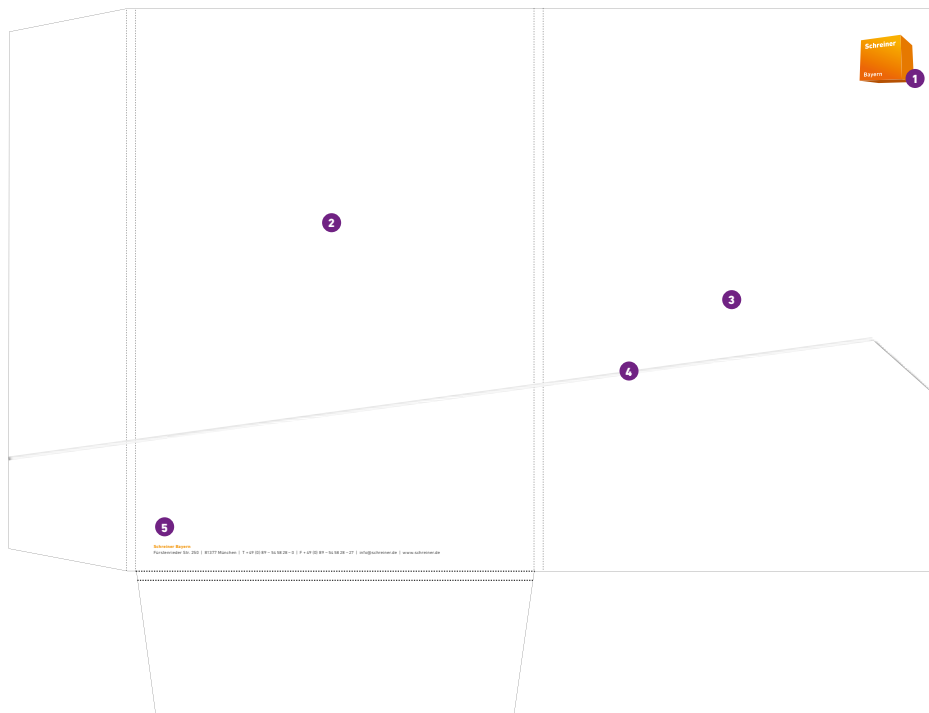 Schreiner
Bayern
1
2
3
4
5
Schreiner Bayern
Fürstenrieder Str. 250 | 81377 München | T +49 (0) 89 – 54 58 28 – 0 | F +49 (0) 89 – 54 58 28 – 27 | info@schreiner.de | www.schreiner.de